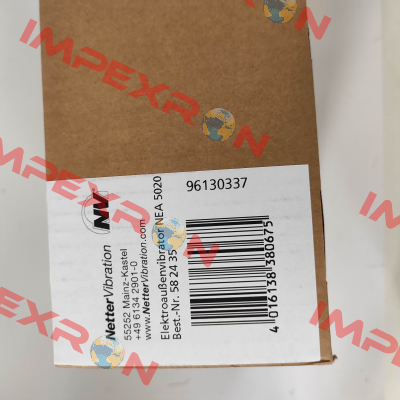 NV
NetterVibration
55252 Mainz-Kastel
+49 6134 2901-0
www.NetterVibration.com
Elektroaußenvibrator NEA 5020
Best.-Nr. 58 24 35
96130337
4 016138 380675
IMPEXRON
IMPEXRON
IMPEXRON
IMPEXRON